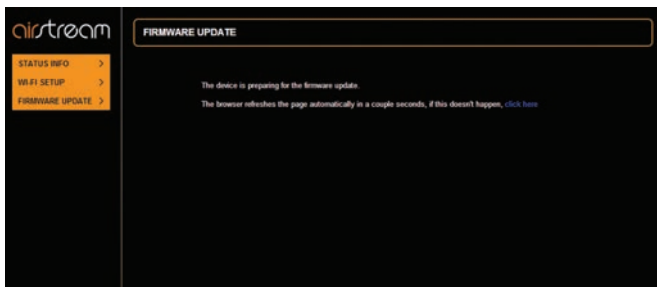 airstream
FIRMWARE UPDATE
STATUS INFO >
WI-FI SETUP >
FIRMWARE UPDATE >
The device is preparing for the firmware update.
The browser refreshes the page automatically in a couple seconds, if this doesn't happen, click here